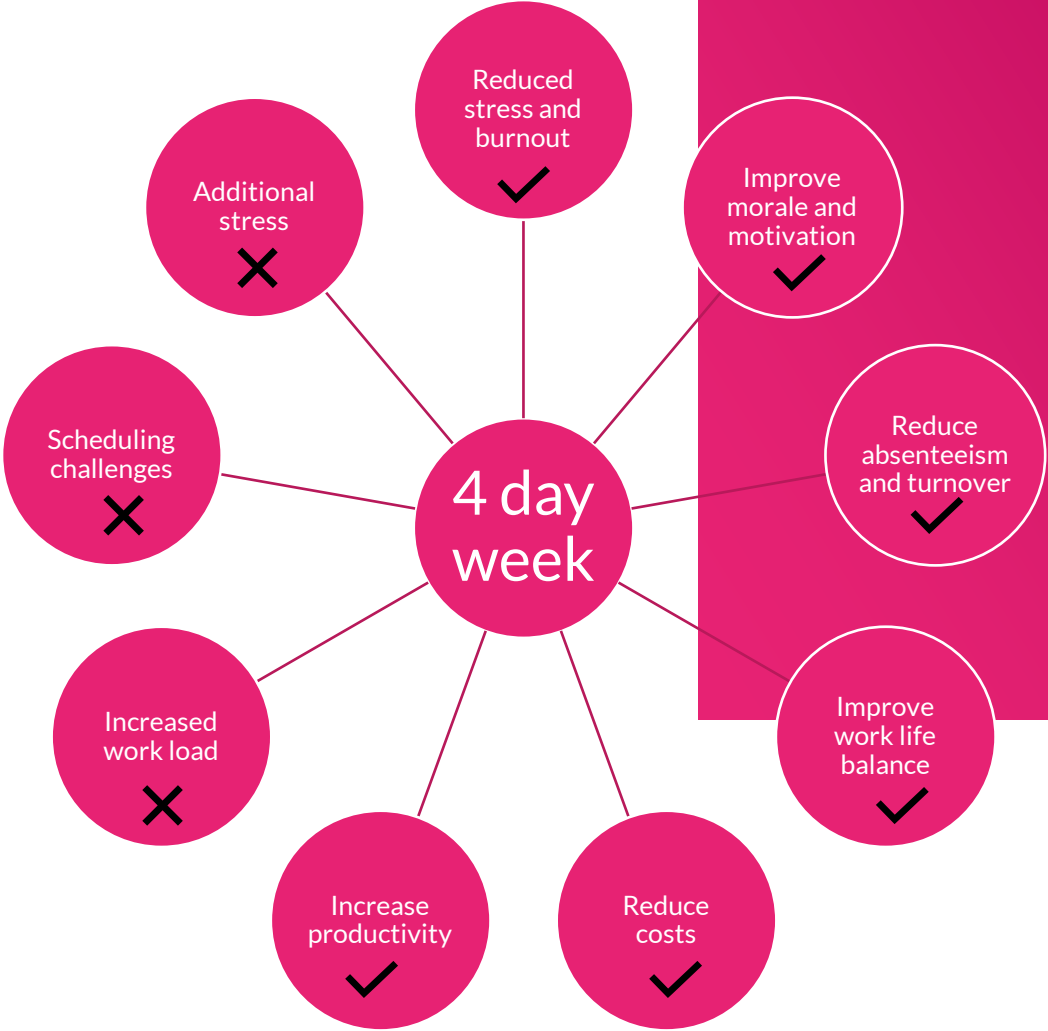 Reduced
stress and
burnout
Improve
morale and
motivation
Reduce
absenteeism
and turnover
Improve
work life
balance
Reduce
costs
Increase
productivity
Increased
work load
Scheduling
challenges
Additional
stress
4 day
week